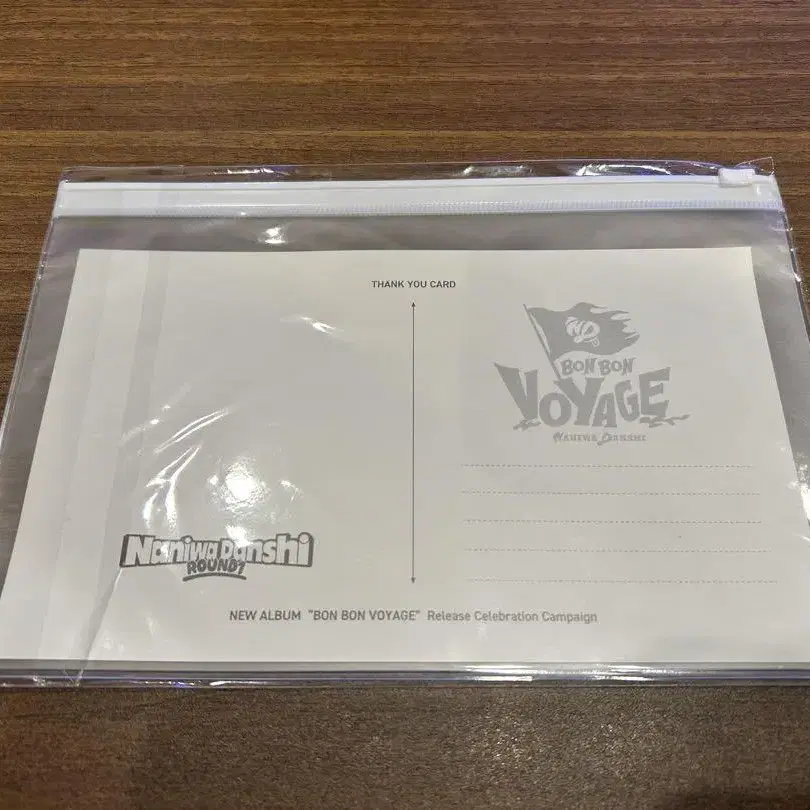 THANK YOU CARD
BON BON
VOYAGE
NANIWA DANSHI
Naniwa Danshi
ROUND1
NEW ALBUM "BON BON VOYAGE" Release Celebration Campaign